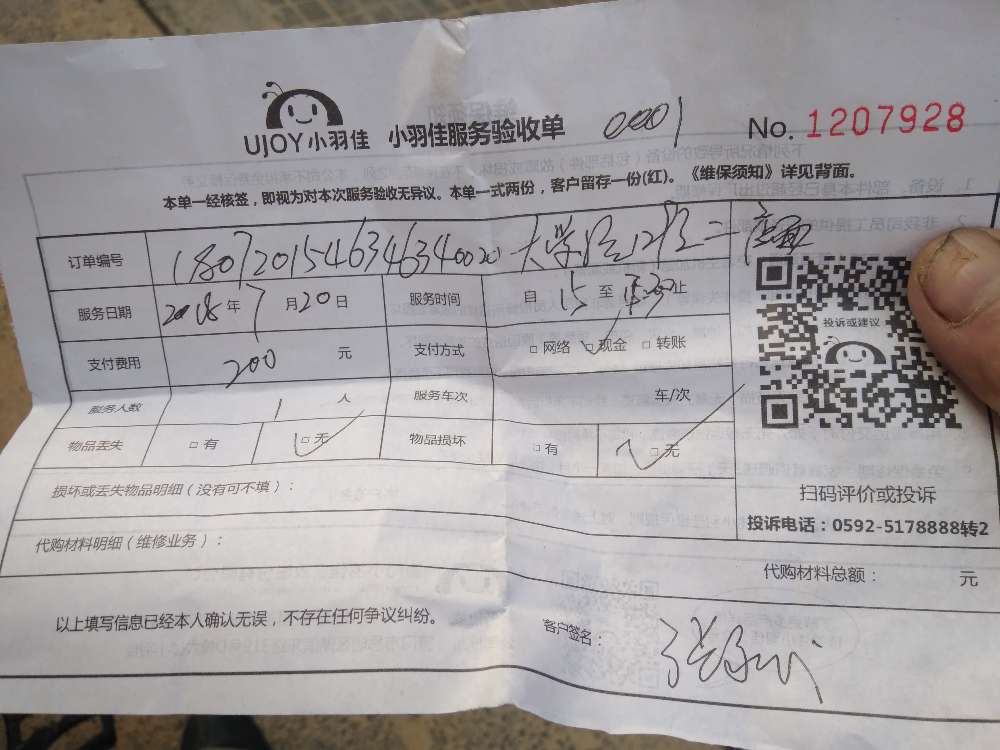 UJOY小羽佳 小羽佳服务验收单 0001 No. 1207928
本单一经核签，即视为对本次服务验收无异议。本单一式两份，客户留存一份(红)。《维保须知》详见背面。
订单编号
服务日期 2018年7月20日 服务时间 自15至 止
支付费用 200元 支付方式 □网络 □现金 □转账
服务人数 1人 服务车次 车/次
物品丢失 □有 □无 物品损坏 □有 □无
投诉或建议
损坏或丢失物品明细（没有可不填）：
扫码评价或投诉
投诉电话：0592-5178888转2
代购材料明细（维修业务）：
代购材料总额： 元
以上填写信息已经本人确认无误，不存在任何争议纠纷。
客户签名：